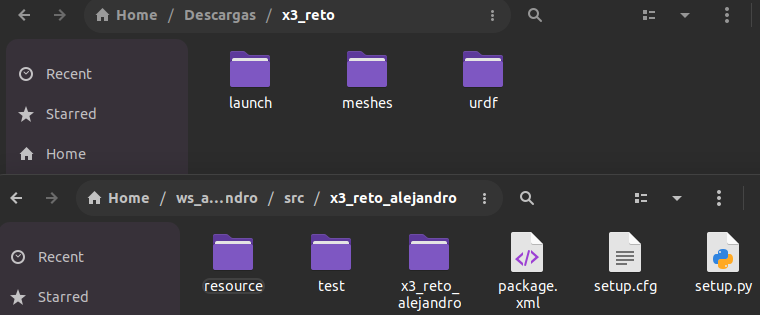 Home / Descargas / x3_reto
Recent
launch meshes urdf
Starred
Home
Home / ws_a...ndro / src / x3_reto_alejandro
Recent
resource test x3_reto_ package. setup.cfg setup.py
alejandro xml
Starred